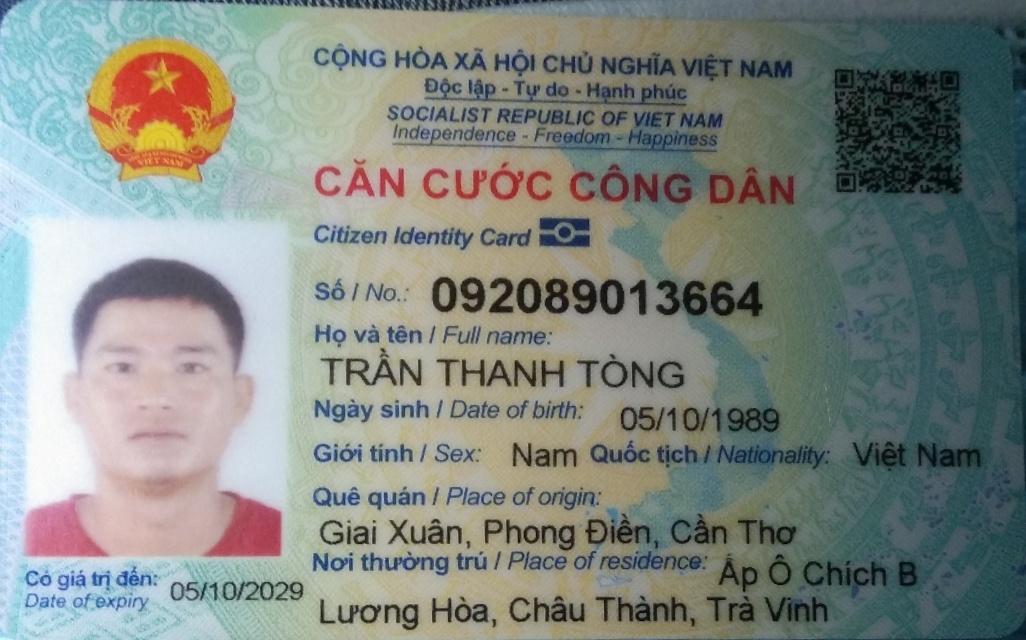 CỘNG HÒA XÃ HỘI CHỦ NGHĨA VIỆT NAM
Độc lập - Tự do - Hạnh phúc
SOCIALIST REPUBLIC OF VIET NAM
Independence - Freedom - Happiness
CĂN CƯỚC CÔNG DÂN
Citizen Identity Card
Số / No.: 092089013664
Họ và tên / Full name:
TRẦN THANH TÒNG
Ngày sinh / Date of birth: 05/10/1989
Giới tính / Sex: Nam Quốc tịch / Nationality: Việt Nam
Quê quán / Place of origin:
Giai Xuân, Phong Điền, Cần Thơ
Nơi thường trú / Place of residence: Ấp Ô Chích B
Lương Hòa, Châu Thành, Trà Vinh
Có giá trị đến: 05/10/2029
Date of expiry
VIỆT NAM